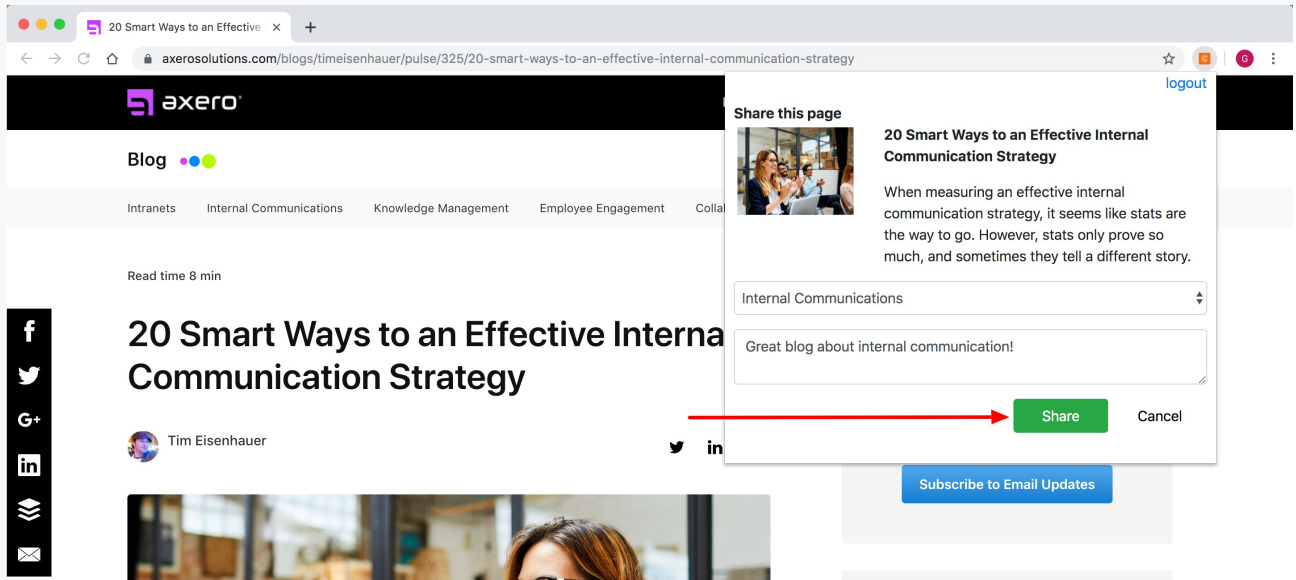 20 Smart Ways to an Effective
axerosolutions.com/blogs/timeisenhauer/pulse/325/20-smart-ways-to-an-effective-internal-communication-strategy
G
logout
axero
Share this page
20 Smart Ways to an Effective Internal
Communication Strategy
When measuring an effective internal
communication strategy, it seems like stats are
the way to go. However, stats only prove so
much, and sometimes they tell a different story.
Internal Communications
Great blog about internal communication!
Share Cancel
Blog
Intranets Internal Communications Knowledge Management Employee Engagement Collal
Read time 8 min
20 Smart Ways to an Effective Interna
Communication Strategy
Tim Eisenhauer
in
f
G+
in
Subscribe to Email Updates